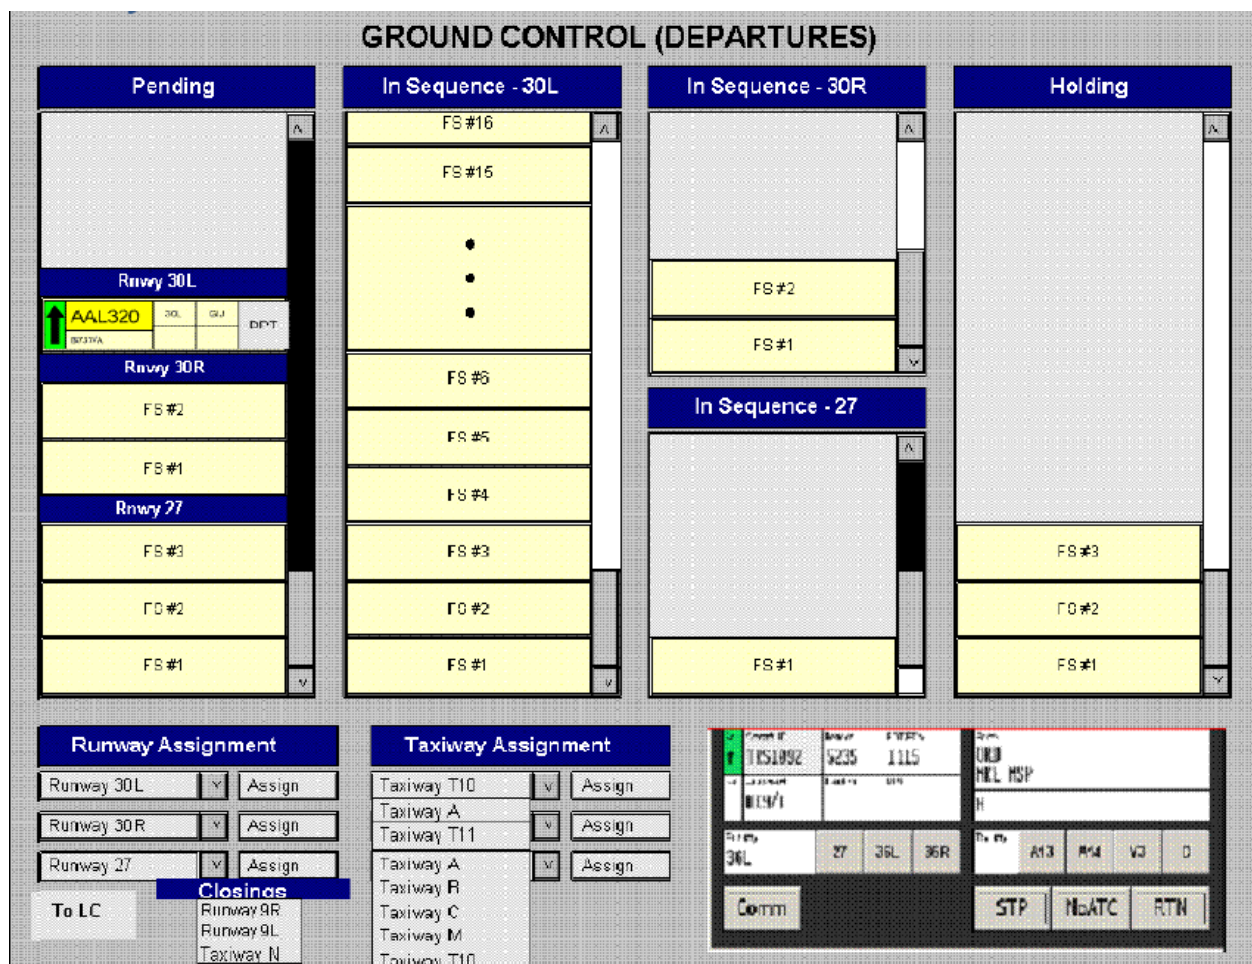 GROUND CONTROL (DEPARTURES)
Pending
Rnwy 30L
AAL320
30L
DPT
Rnwy 30R
FS #2
FS #1
Rnwy 27
FS #3
FS #2
FS #1
In Sequence - 30L
FS #16
FS #15
FS #6
FS #5
FS #4
FS #3
FS #2
FS #1
In Sequence - 30R
FS #2
FS #1
In Sequence - 27
FS #1
Holding
FS #3
FS #2
FS #1
Runway Assignment
Runway 30L Assign
Runway 30R Assign
Runway 27 Assign
To LC
Closings
Runway 9R
Runway 9L
Taxiway N
Taxiway Assignment
Taxiway T10 Assign
Taxiway A
Taxiway T11 Assign
Taxiway A Assign
Taxiway B
Taxiway C
Taxiway M
Taxiway T10
5235 1115
ORD
MKL MSP
N
36L 27 36L 36R
A13 A14 V3 D
Comm STP NoATC RTN